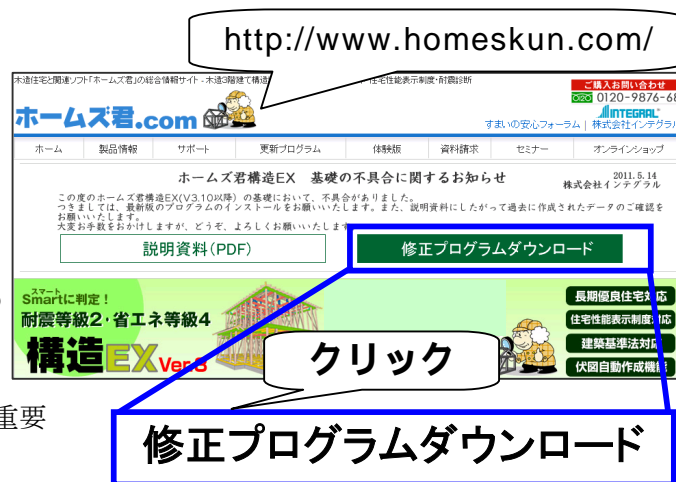 http://www.homeskun.com/
木造住宅と関連ソフト「ホームズ君」の総合情報サイト - 木造3階建て構造
住宅性能表示制度・耐震診断
ご購入お問い合わせ
0120-9876-68
INTEGRAL
ホームズ君.com
すまいの安心フォーラム | 株式会社インテグラル
ホーム 製品情報 サポート 更新プログラム 体験版 資料請求 セミナー オンラインショップ
ホームズ君構造EX 基礎の不具合に関するお知らせ
2011.5.14
株式会社インテグラル
この度のホームズ君構造EX(V3.10以降)の基礎において、不具合がありました。
つきましては、最新版のプログラムのインストールをお願いいたします。また、説明資料にしたがって過去に作成されたデータのご確認を
お願いいたします。
大変お手数をおかけしますが、どうぞ、よろしくお願いいたします
説明資料(PDF)
修正プログラムダウンロード
スマート
Smartに判定!
耐震等級2・省エネ等級4
構造EX Ver.8
長期優良住宅対応
住宅性能表示制度対応
建築基準法対応
伏図自動作成機能
クリック
重要
修正プログラムダウンロード